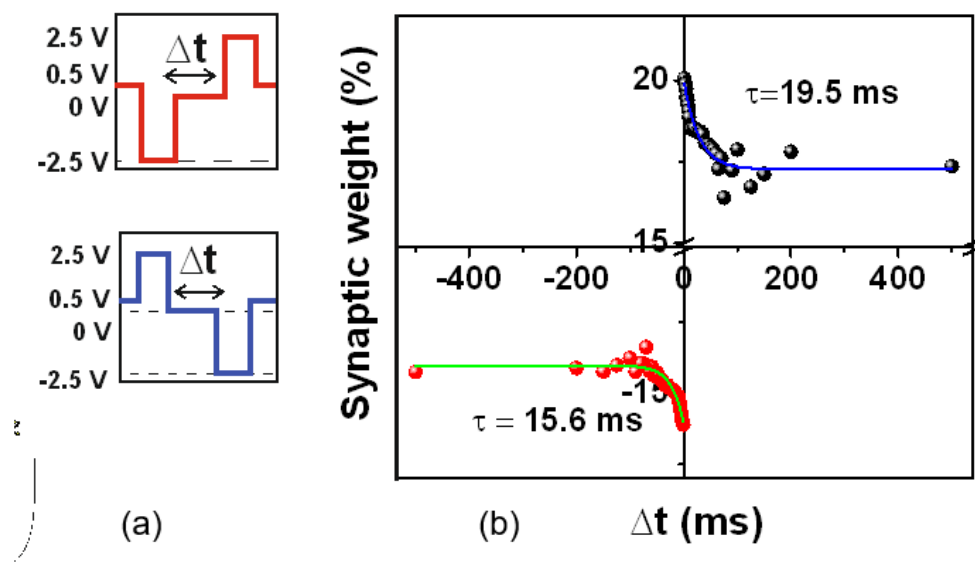 2.5 V
0.5 V
0 V
-2.5 V
Δt
2.5 V
0.5 V
0 V
-2.5 V
Δt
(a)
Synaptic weight (%)
20
15
-15
-400 -200 0 200 400
τ=19.5 ms
τ = 15.6 ms
(b)
Δt (ms)